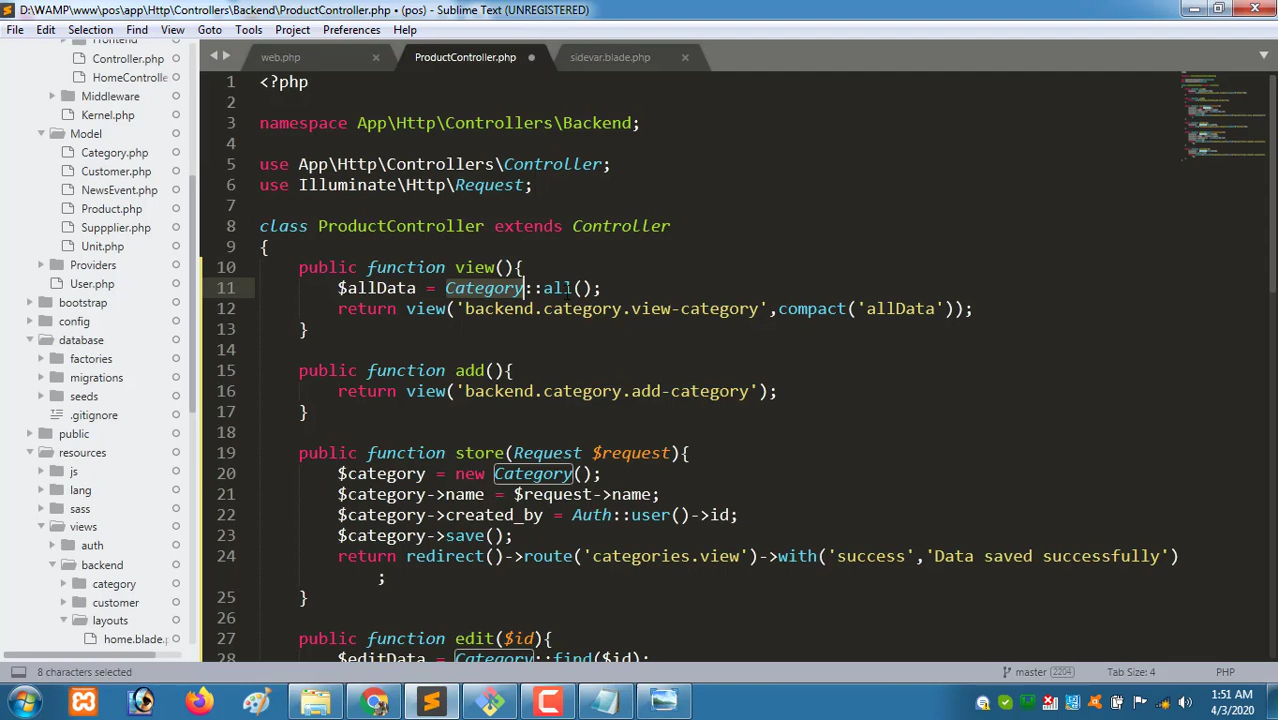 D:\WAMP\www\pos\app\Http\Controllers\Backend\ProductController.php • (pos) - Sublime Text (UNREGISTERED)
File Edit Selection Find View Goto Tools Project Preferences Help
web.php ProductController.php sidevar.blade.php
Controller.php
HomeControlle
Middleware
Kernel.php
Model
Category.php
Customer.php
NewsEvent.php
Product.php
Suppplier.php
Unit.php
Providers
User.php
bootstrap
config
database
factories
migrations
seeds
.gitignore
public
resources
js
lang
sass
views
auth
backend
category
customer
layouts
home.blade.p
1 <?php
2
3 namespace App\Http\Controllers\Backend;
4
5 use App\Http\Controllers\Controller;
6 use Illuminate\Http\Request;
7
8 class ProductController extends Controller
9 {
10 public function view(){
11 $allData = Category::all();
12 return view('backend.category.view-category',compact('allData'));
13 }
14
15 public function add(){
16 return view('backend.category.add-category');
17 }
18
19 public function store(Request $request){
20 $category = new Category();
21 $category->name = $request->name;
22 $category->created_by = Auth::user()->id;
23 $category->save();
24 return redirect()->route('categories.view')->with('success','Data saved successfully')
;
25 }
26
27 public function edit($id){
28 $editData = Category::find($id);
8 characters selected master 2204 Tab Size: 4 PHP
1:51 AM
4/3/2020